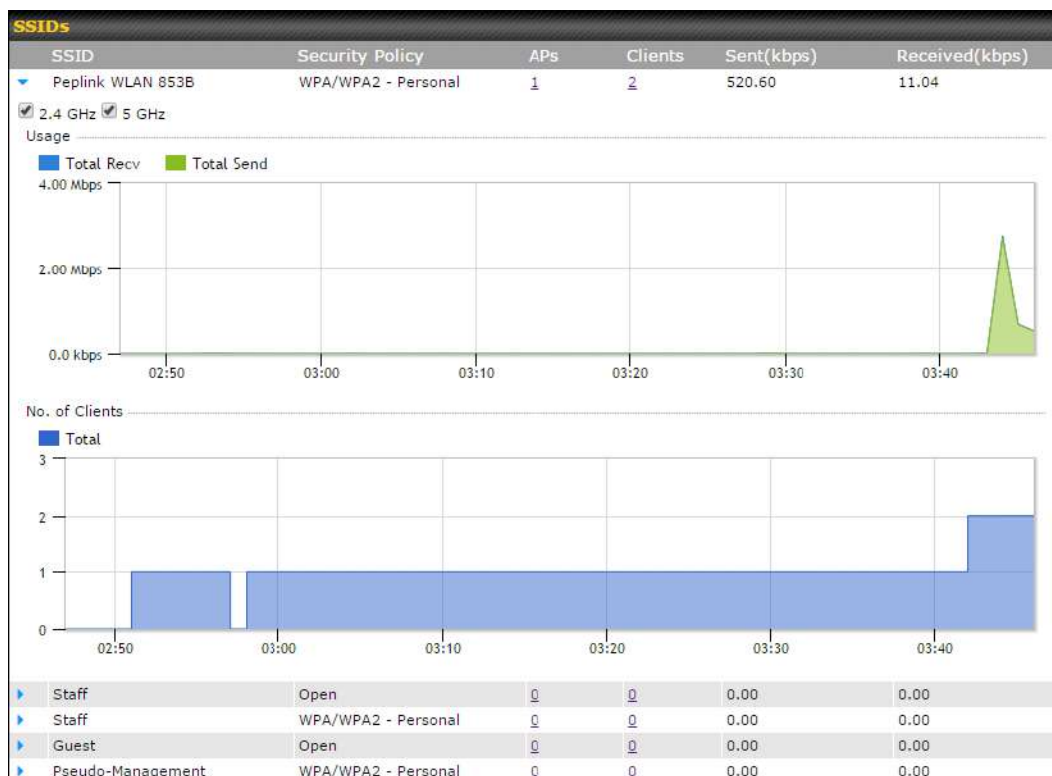 SSIDs
SSID Security Policy APs Clients Sent(kbps) Received(kbps)
Peplink WLAN 853B WPA/WPA2 - Personal 1 2 520.60 11.04
2.4 GHz 5 GHz
Usage
Total Recv Total Send
4.00 Mbps
2.00 Mbps
0.0 kbps
02:50 03:00 03:10 03:20 03:30 03:40
No. of Clients
Total
3
2
1
0
02:50 03:00 03:10 03:20 03:30 03:40
Staff Open 0 0 0.00 0.00
Staff WPA/WPA2 - Personal 0 0 0.00 0.00
Guest Open 0 0 0.00 0.00
Pseudo-Management WPA/WPA2 - Personal 0 0 0.00 0.00